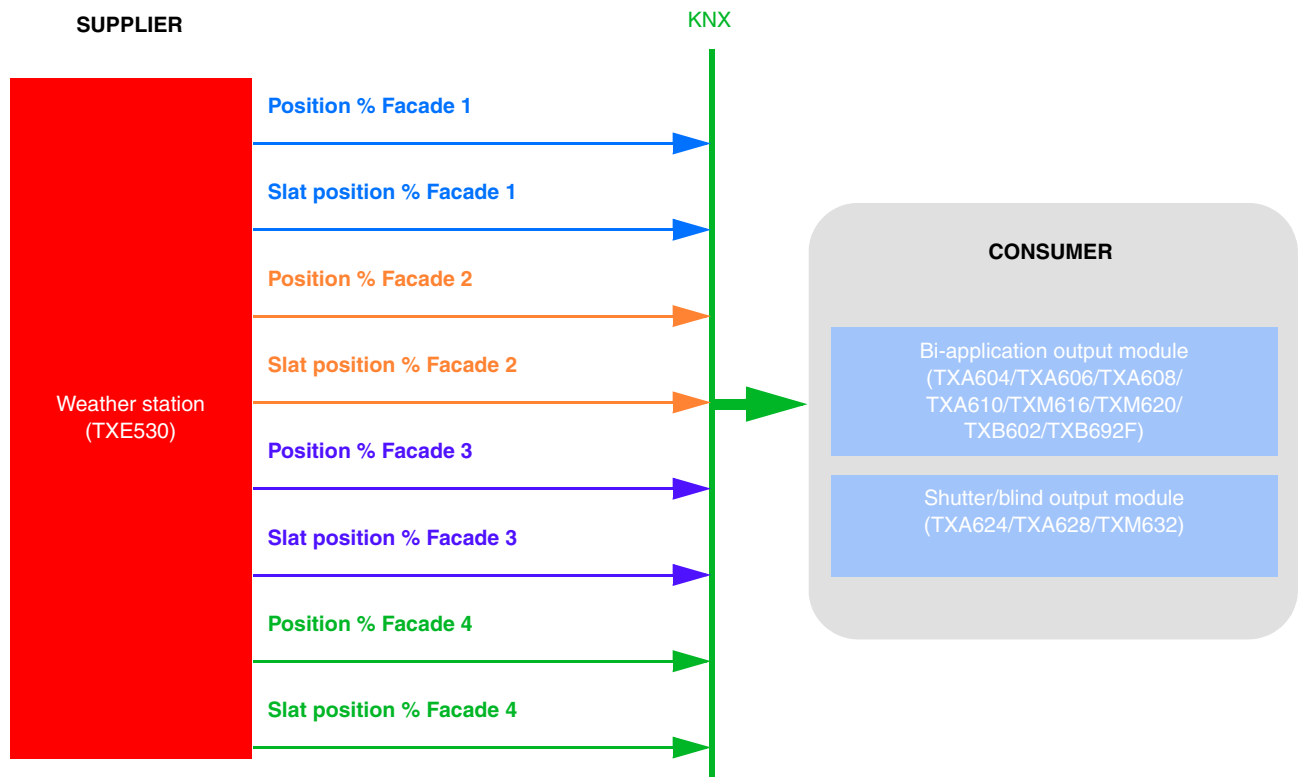 SUPPLIER
KNX
Position % Facade 1
Slat position % Facade 1
Position % Facade 2
Slat position % Facade 2
Weather station
(TXE530)
Position % Facade 3
Slat position % Facade 3
Position % Facade 4
Slat position % Facade 4
CONSUMER
Bi-application output module
(TXA604/TXA606/TXA608/
TXA610/TXM616/TXM620/
TXB602/TXB692F)
Shutter/blind output module
(TXA624/TXA628/TXM632)